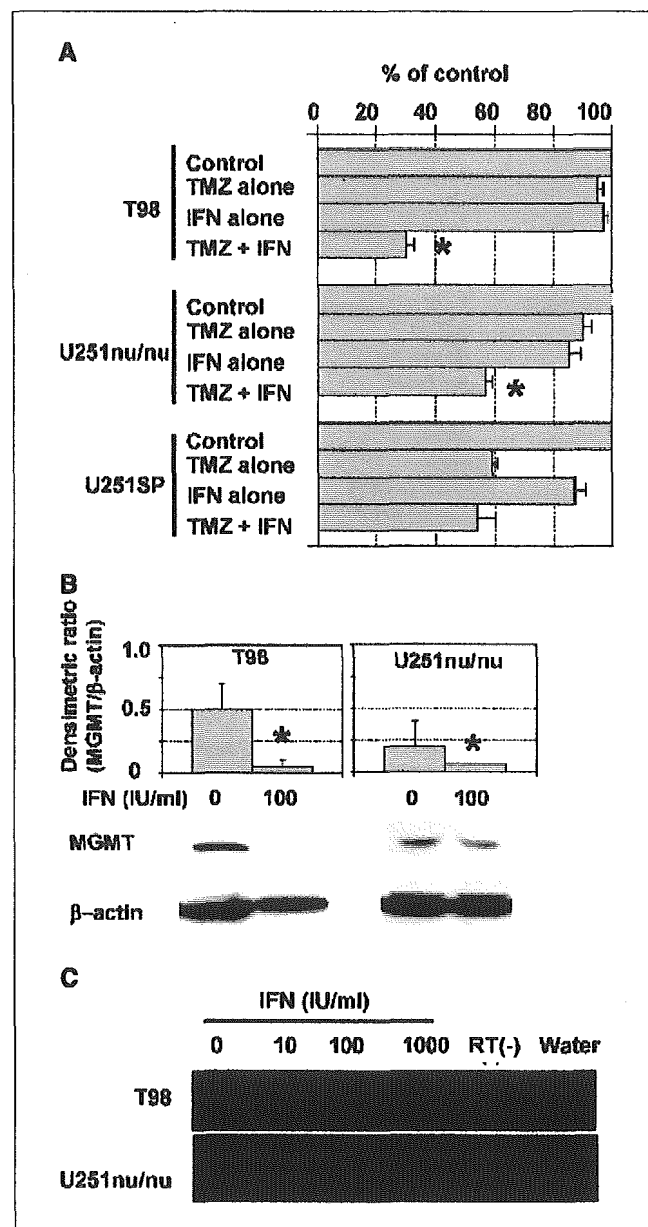 A
% of control
0 20 40 60 80 100
T98
Control
TMZ alone
IFN alone
TMZ + IFN
*
U251nu/nu
Control
TMZ alone
IFN alone
TMZ + IFN
*
U251SP
Control
TMZ alone
IFN alone
TMZ + IFN
B
Densimetric ratio
(MGMT/β-actin)
1.0
0.5
0
T98
*
U251nu/nu
*
IFN (IU/ml) 0 100 0 100
MGMT
β-actin
C
IFN (IU/ml)
0 10 100 1000 RT(-) Water
T98
U251nu/nu